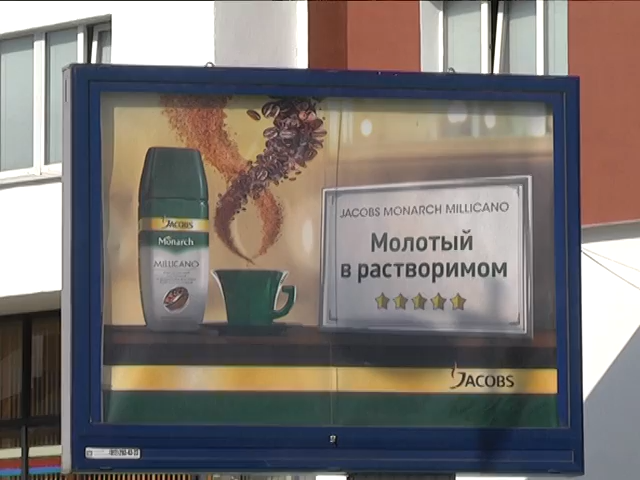 JACOBS
Monarch
MILLICANO
JACOBS MONARCH MILLICANO
Молотый
в растворимом
JACOBS